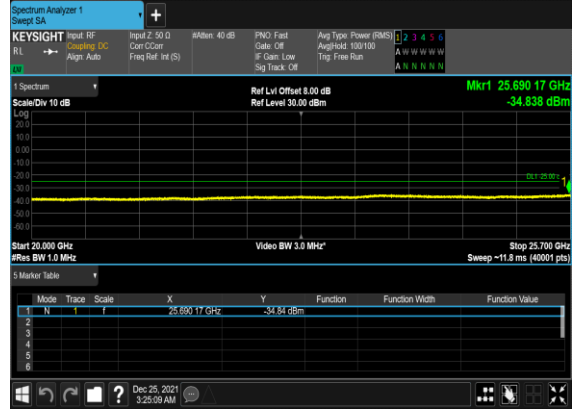 Spectrum Analyzer 1
Swept SA
+
KEYSIGHT Input: RF Input Z: 50 Ω #Atten: 40 dB PNO: Fast Avg Type: Power (RMS) 1 2 3 4 5 6
RL Coupling: DC Corr CCorr Gate: Off Avg|Hold: 100/100 A W W W W W
Align: Auto Freq Ref: Int (S) IF Gain: Low Trig: Free Run
Sig Track: Off A N N N N N
1 Spectrum
Ref Lvl Offset 8.00 dB Mkr1 25.690 17 GHz
Scale/Div 10 dB Ref Level 30.00 dBm -34.838 dBm
Log
20.0
10.0
0.00
-10.0
-20.0
DL1 -25.00 1
-30.0
-40.0
-50.0
-60.0
Start 20.000 GHz Video BW 3.0 MHz* Stop 25.700 GHz
#Res BW 1.0 MHz Sweep ~11.8 ms (40001 pts)
5 Marker Table
Mode Trace Scale X Y Function Function Width Function Value
1 N 1 f 25.690 17 GHz -34.84 dBm
2
3
4
5
6
? Dec 25, 2021
3:25:09 AM